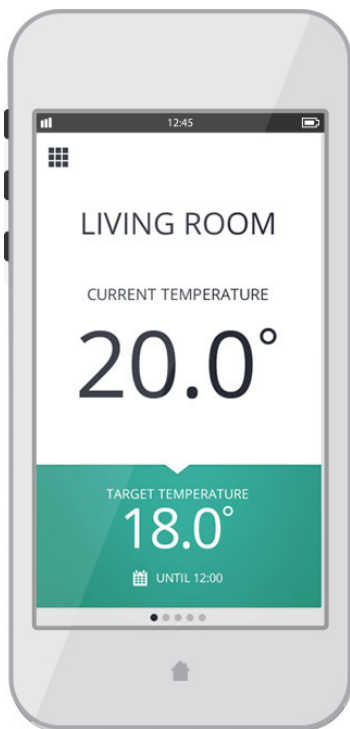 12:45
LIVING ROOM
CURRENT TEMPERATURE
20.0°
TARGET TEMPERATURE
18.0°
UNTIL 12:00